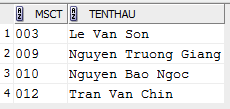 MSCT TENTHAU
1 003 Le Van Son
2 009 Nguyen Truong Giang
3 010 Nguyen Bao Ngoc
4 012 Tran Van Chin